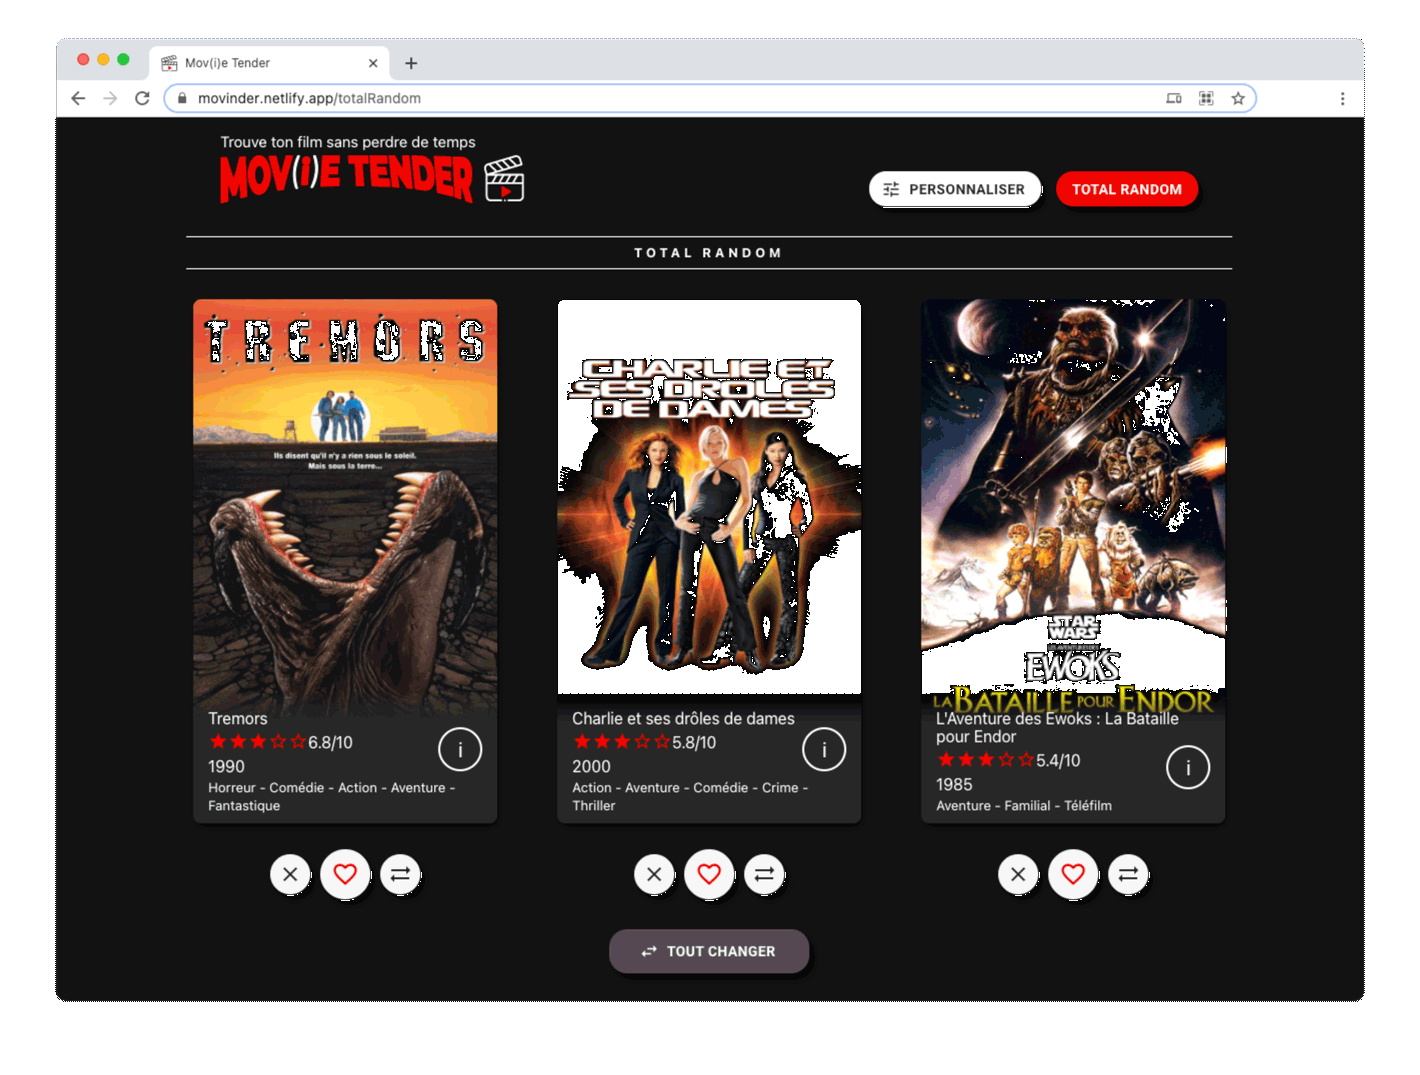 Mov(i)e Tender
movinder.netlify.app/totalRandom
Trouve ton film sans perdre de temps
MOV(i)E TENDER
PERSONNALISER
TOTAL RANDOM
TOTAL RANDOM
TREMORS
Ils disent qu'il n'y a rien sous le soleil.
Mais sous la terre...
Tremors
6.8/10
i
1990
Horreur - Comédie - Action - Aventure -
Fantastique
CHARLIE ET
SES DROLES
DE DAMES
Charlie et ses drôles de dames
5.8/10
i
2000
Action - Aventure - Comédie - Crime -
Thriller
STAR
WARS
EWOKS
LA BATAILLE POUR ENDOR
L'Aventure des Ewoks : La Bataille
pour Endor
5.4/10
i
1985
Aventure - Familial - Téléfilm
TOUT CHANGER